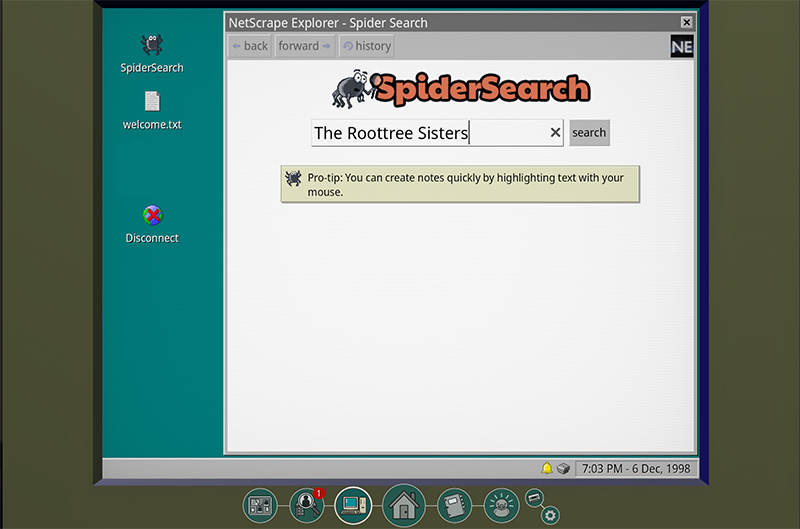 NetScrape Explorer - Spider Search
back forward history
NE
SpiderSearch
SpiderSearch
The Roottree Sisters
search
welcome.txt
Pro-tip: You can create notes quickly by highlighting text with your
mouse.
Disconnect
7:03 PM - 6 Dec, 1998
1